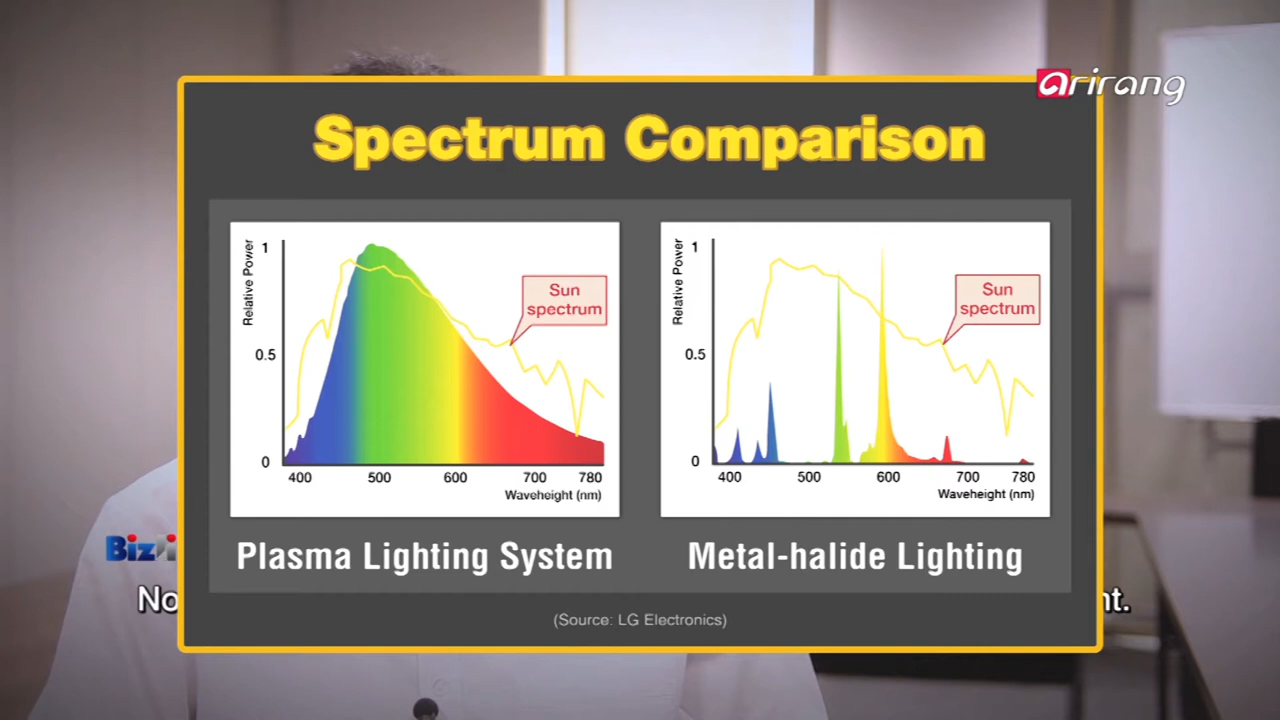 arirang
Spectrum Comparison
Relative Power
1
0.5
0
400 500 600 700 780
Waveheight (nm)
Sun
spectrum
Relative Power
1
0.5
0
400 500 600 700 780
Waveheight (nm)
Sun
spectrum
Plasma Lighting System
Metal-halide Lighting
(Source: LG Electronics)